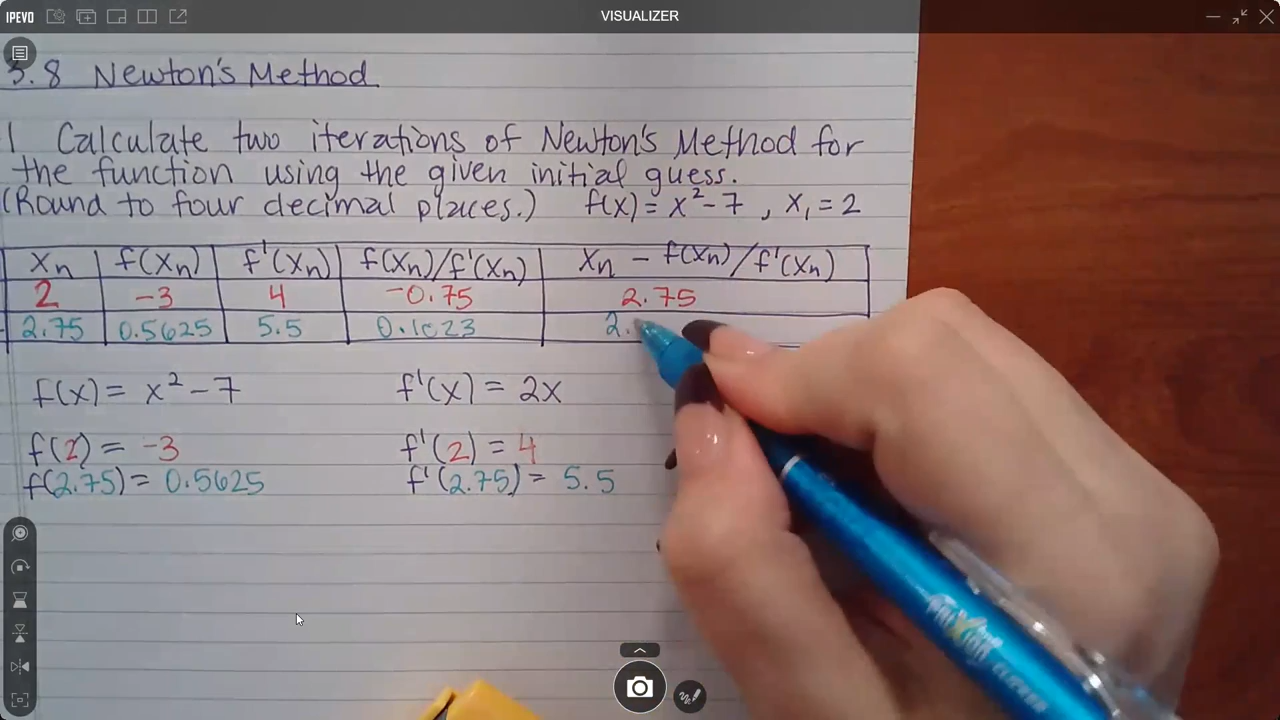 IPEVO
VISUALIZER
3.8 Newton's Method
1 Calculate two iterations of Newton's Method for
the function using the given initial guess.
(Round to four decimal places.) f(x) = x² - 7 , x₁ = 2
xn f(xn) f'(xn) f(xn)/f'(xn) xn - f(xn)/f'(xn)
2 -3 4 -0.75 2.75
2.75 0.5625 5.5 0.1023 2.
f(x) = x² - 7 f'(x) = 2x
f(2) = -3 f'(2) = 4
f(2.75) = 0.5625 f'(2.75) = 5.5
FRIXION
CLICKER